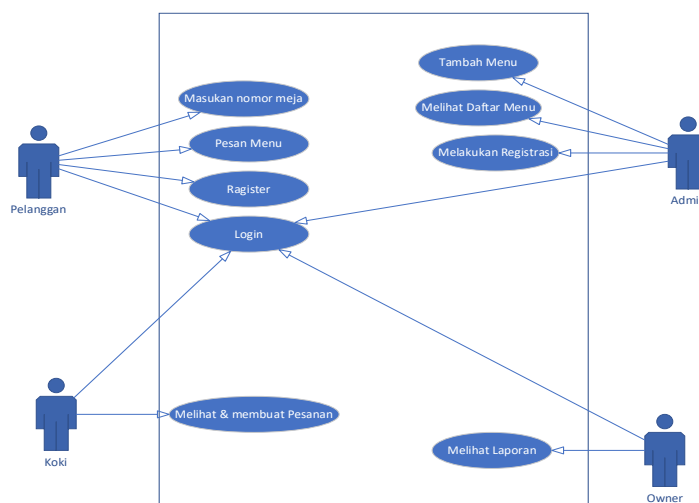 Tambah Menu
Masukan nomor meja
Melihat Daftar Menu
Pesan Menu
Melakukan Registrasi
Ragister
Pelanggan
Admi
Login
Melihat & membuat Pesanan
Melihat Laporan
Koki
Owner